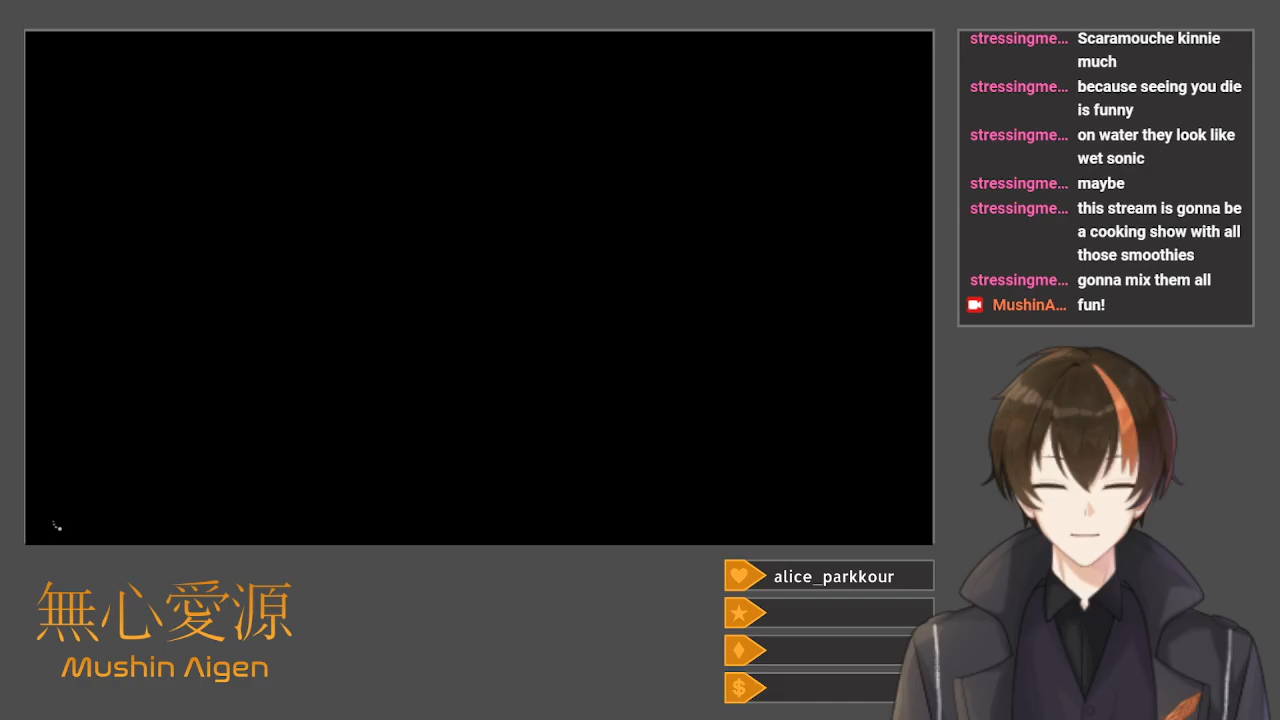 stressingme... Scaramouche kinnie
much
stressingme... because seeing you die
is funny
stressingme... on water they look like
wet sonic
stressingme... maybe
stressingme... this stream is gonna be
a cooking show with all
those smoothies
stressingme... gonna mix them all
MushinA... fun!
alice_parkkour
無心愛源
Mushin Aigen
$